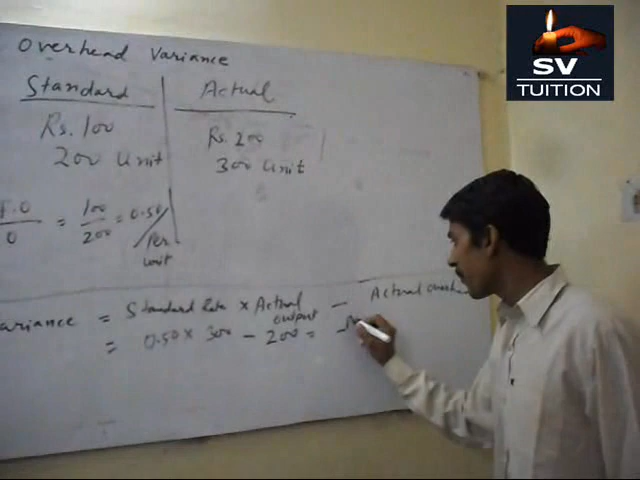 SV
TUITION
Overhead Variance
Standard Actual
Rs. 100 Rs. 200
200 Unit 300 Unit
0 = 100/200 = 0.50/Per unit
= Standard Rate × Actual output - Actual
= 0.50 × 300 - 200 =